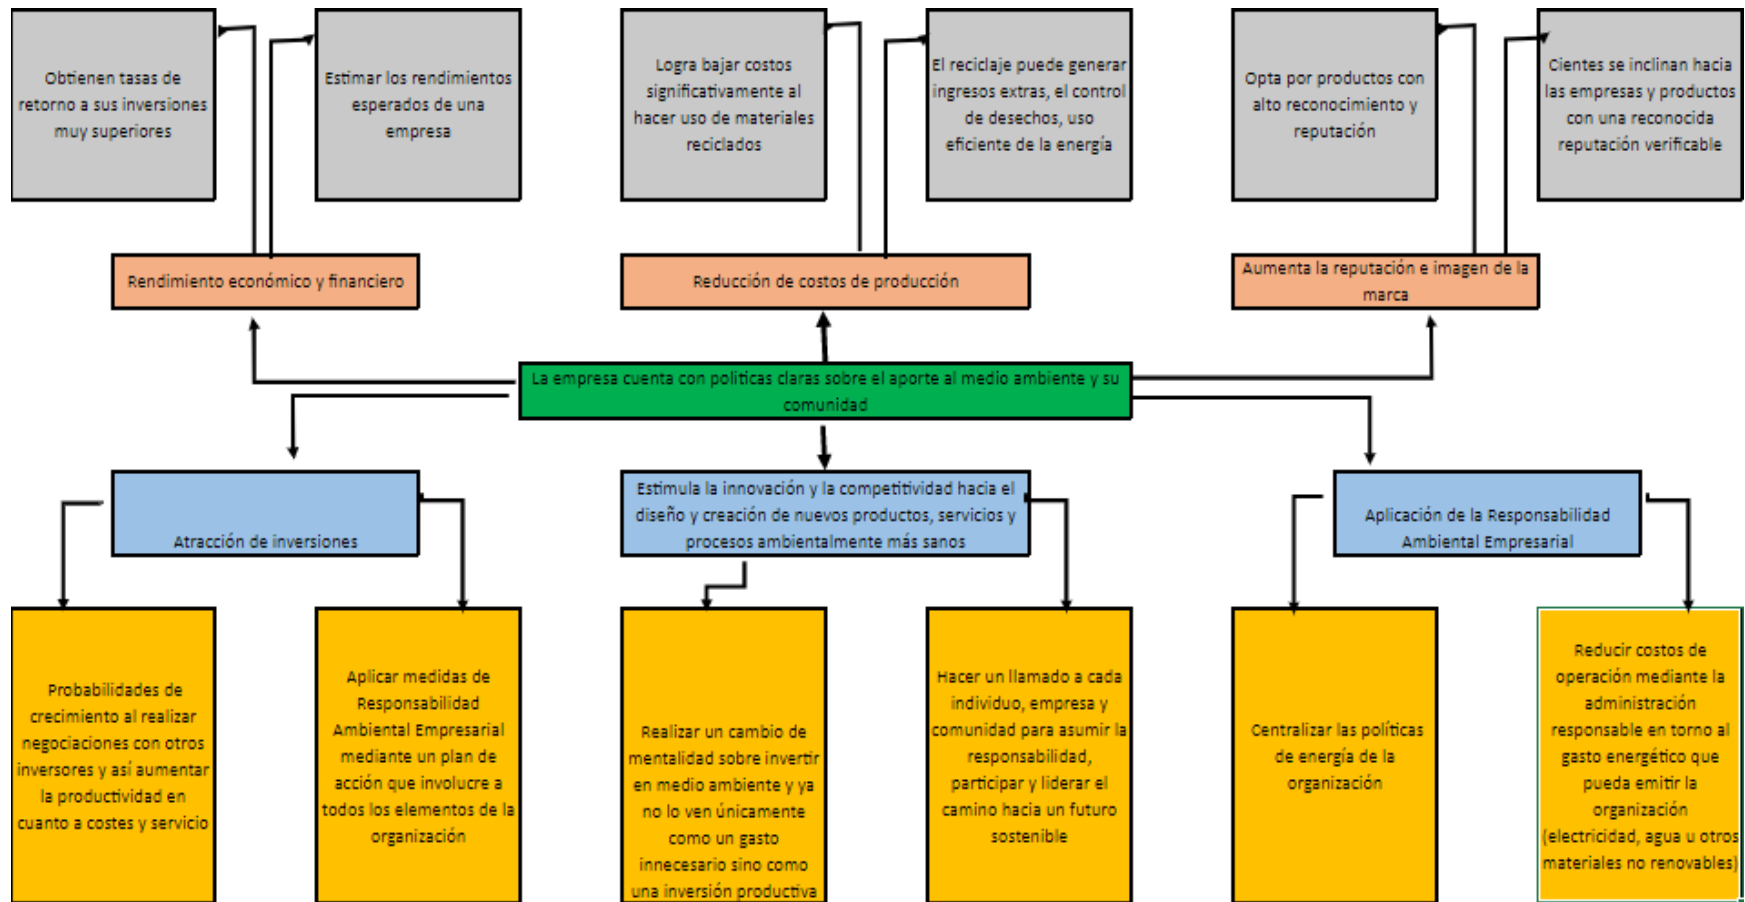 Obtienen tasas de
retorno a sus inversiones
muy superiores
Estimar los rendimientos
esperados de una
empresa
Logra bajar costos
significativamente al
hacer uso de materiales
reciclados
El reciclaje puede generar
ingresos extras, el control
de desechos, uso
eficiente de la energía
Opta por productos con
alto reconocimiento y
reputación
Cientes se inclinan hacia
las empresas y productos
con una reconocida
reputación verificable
Rendimiento económico y financiero
Reducción de costos de producción
Aumenta la reputación e imagen de la
marca
La empresa cuenta con politicas claras sobre el aporte al medio ambiente y su
comunidad
Atracción de inversiones
Estimula la innovación y la competitividad hacia el
diseño y creación de nuevos productos, servicios y
procesos ambientalmente más sanos
Aplicación de la Responsabilidad
Ambiental Empresarial
Probabilidades de
crecimiento al realizar
negociaciones con otros
inversores y así aumentar
la productividad en
cuanto a costes y servicio
Aplicar medidas de
Responsabilidad
Ambiental Empresarial
mediante un plan de
acción que involucre a
todos los elementos de la
organización
Realizar un cambio de
mentalidad sobre invertir
en medio ambiente y ya
no lo ven únicamente
como un gasto
innecesario sino como
una inversión productiva
Hacer un llamado a cada
individuo, empresa y
comunidad para asumir la
responsabilidad,
participar y liderar el
camino hacia un futuro
sostenible
Centralizar las políticas
de energía de la
organización
Reducir costos de
operación mediante la
administración
responsable en torno al
gasto energético que
pueda emitir la
organización
(electricidad, agua u otros
materiales no renovables)